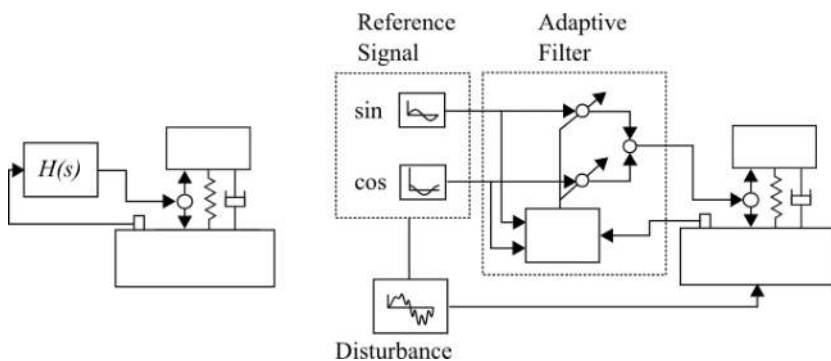 Reference
Signal
Adaptive
Filter
sin
H(s)
cos
Disturbance